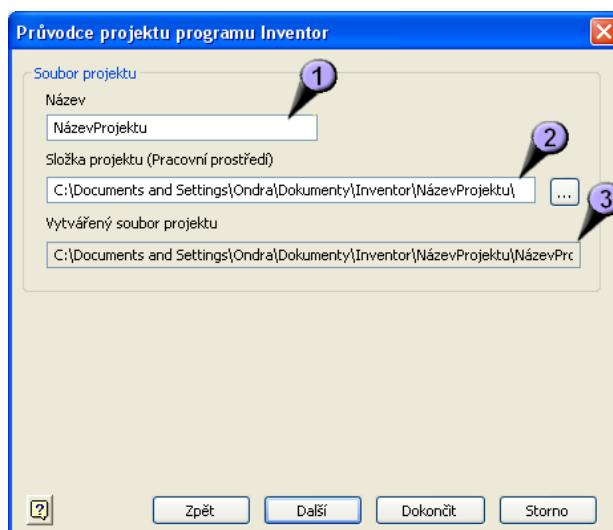 Průvodce projektu programu Inventor
Soubor projektu
1
Název
NázevProjektu
2
Složka projektu (Pracovní prostředí)
C:\Documents and Settings\Ondra\Dokumenty\Inventor\NázevProjektu\
...
3
Vytvářený soubor projektu
C:\Documents and Settings\Ondra\Dokumenty\Inventor\NázevProjektu\NázevPro
?
Zpět
Další
Dokončit
Storno